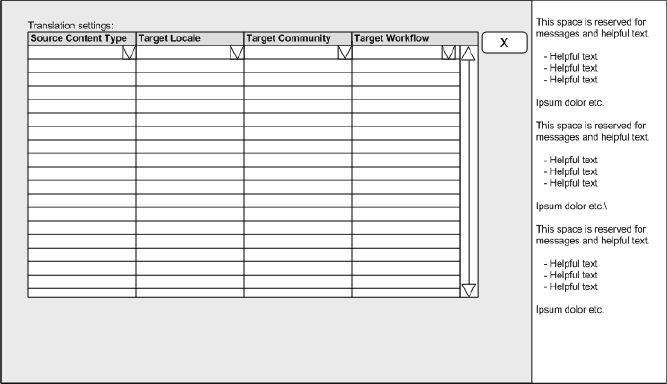 Translation settings:
Source Content Type Target Locale Target Community Target Workflow
X
This space is reserved for
messages and helpful text.
- Helpful text
- Helpful text
- Helpful text
Ipsum dolor etc.
This space is reserved for
messages and helpful text.
- Helpful text
- Helpful text
- Helpful text
Ipsum dolor etc.\
This space is reserved for
messages and helpful text.
- Helpful text
- Helpful text
- Helpful text
Ipsum dolor etc.